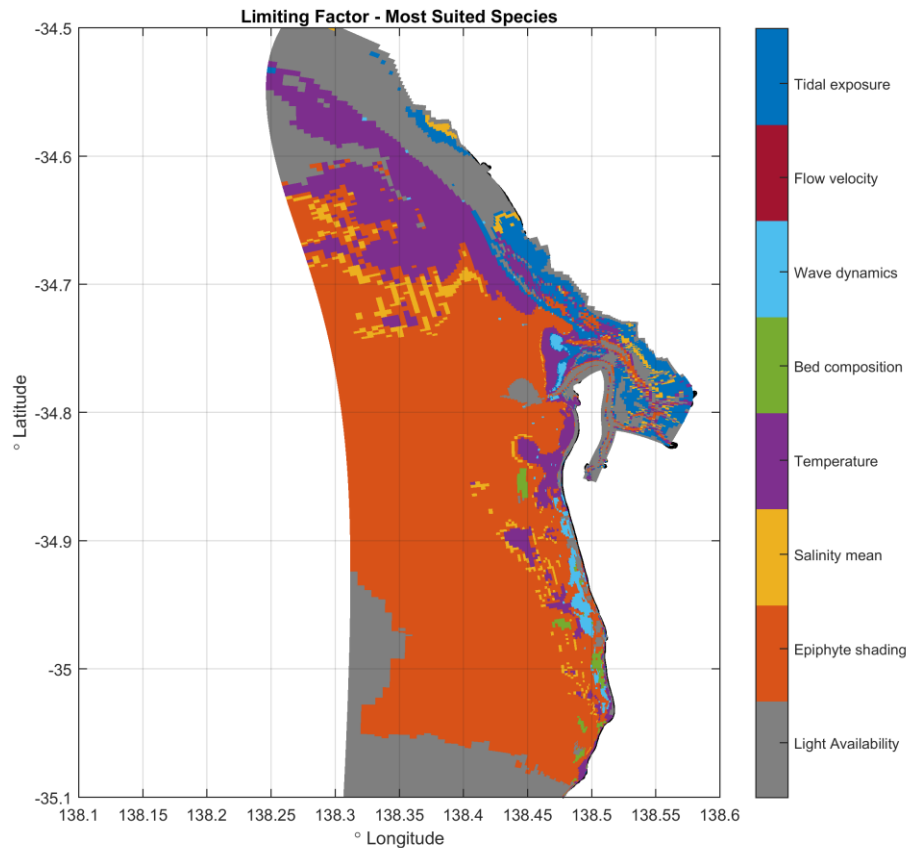 Limiting Factor - Most Suited Species
-34.5
-34.6
-34.7
-34.8
-34.9
-35
-35.1
° Latitude
138.1 138.15 138.2 138.25 138.3 138.35 138.4 138.45 138.5 138.55 138.6
° Longitude
Tidal exposure
Flow velocity
Wave dynamics
Bed composition
Temperature
Salinity mean
Epiphyte shading
Light Availability